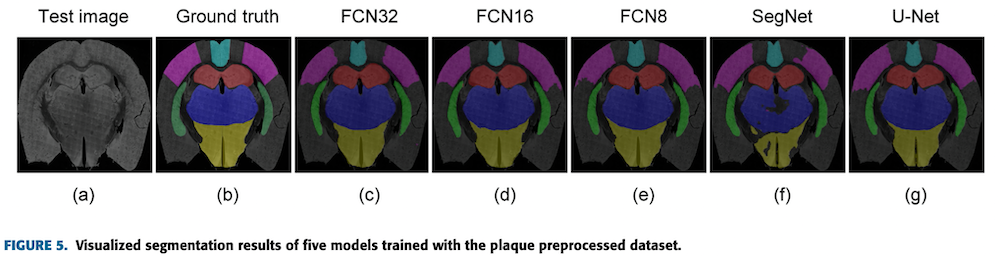 Test image Ground truth FCN32 FCN16 FCN8 SegNet U-Net
(a) (b) (c) (d) (e) (f) (g)
FIGURE 5. Visualized segmentation results of five models trained with the plaque preprocessed dataset.